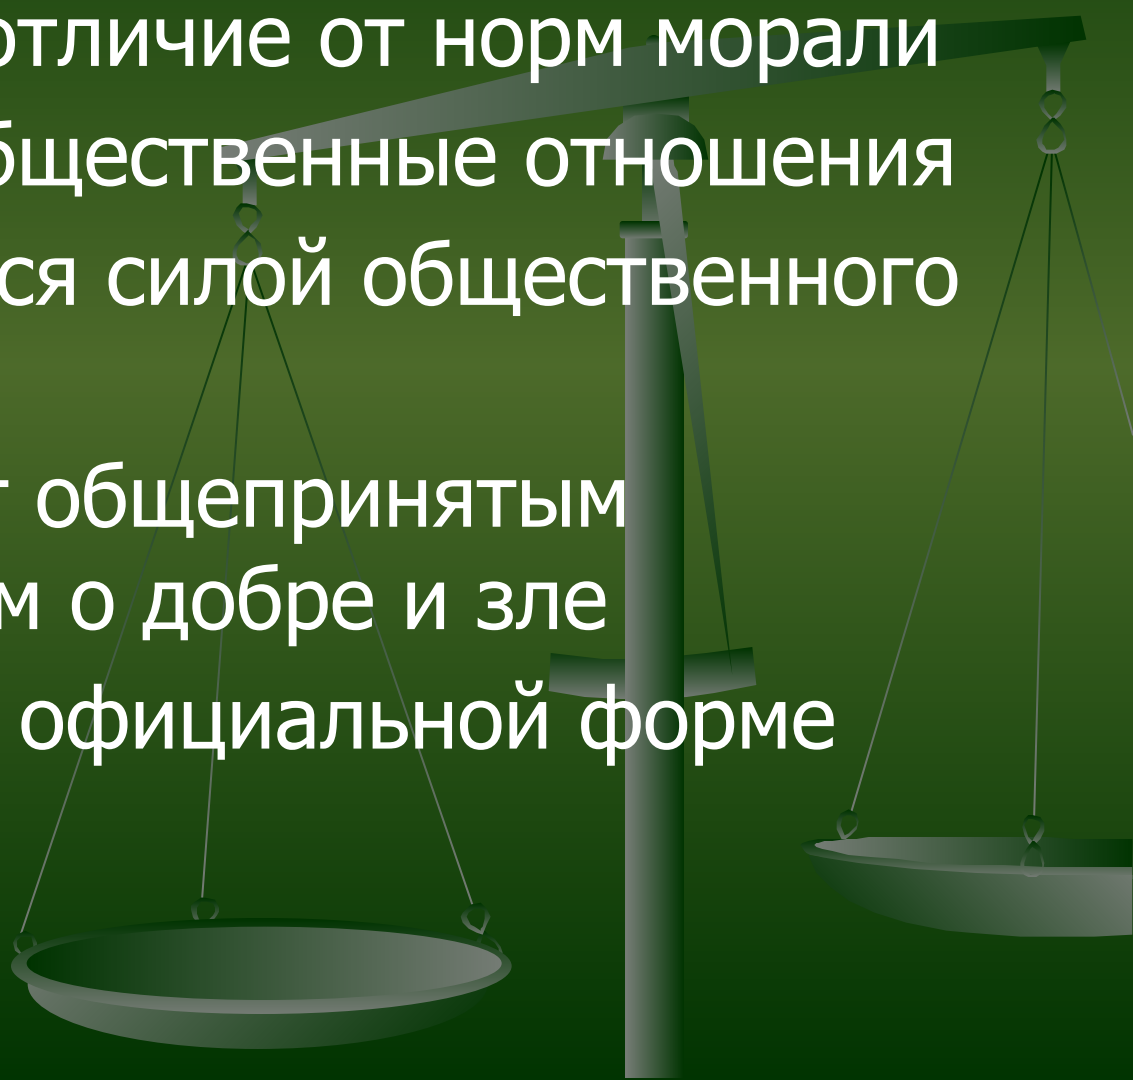 отличие от норм морали
бщественные отношения
ся силой общественного
т общепринятым
м о добре и зле
официальной форме